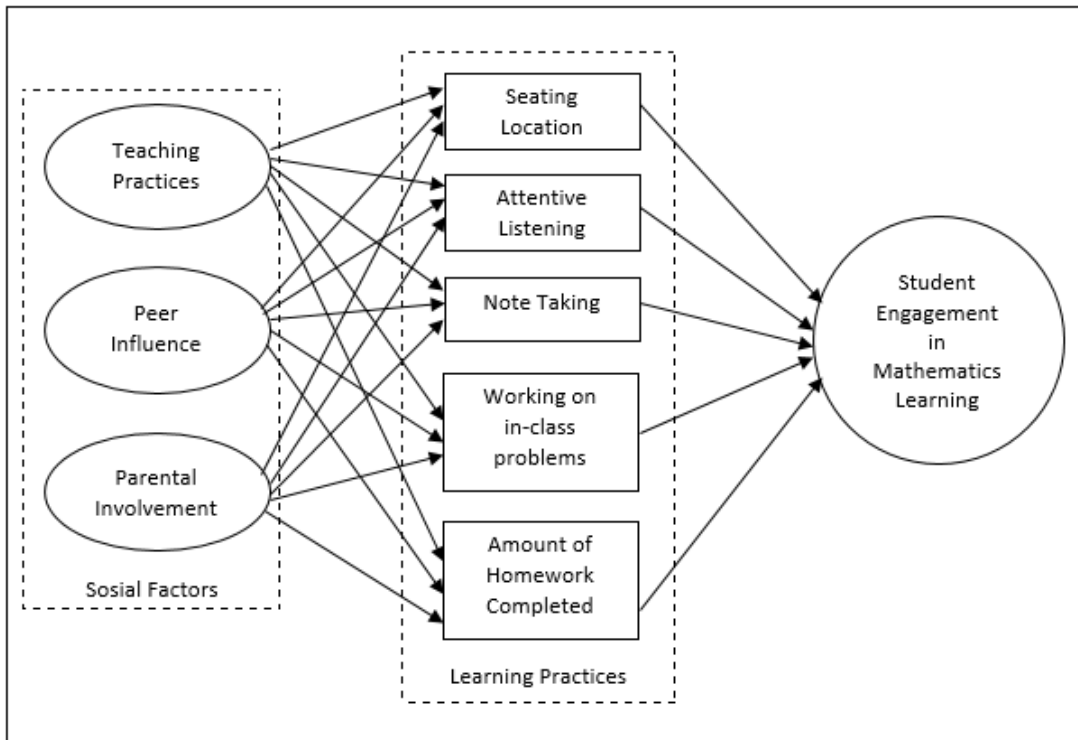 Teaching
Practices
Peer
Influence
Parental
Involvement
Sosial Factors
Seating
Location
Attentive
Listening
Note Taking
Working on
in-class
problems
Amount of
Homework
Completed
Learning Practices
Student
Engagement
in
Mathematics
Learning